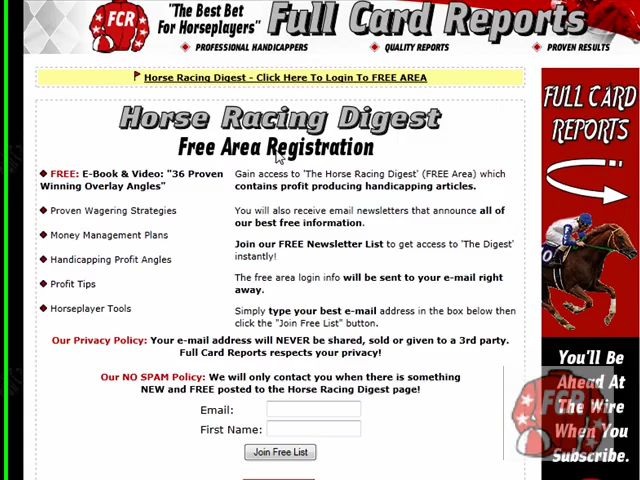 FCR
"The Best Bet
For Horseplayers"
Full Card Reports
PROFESSIONAL HANDICAPPERS
QUALITY REPORTS
PROVEN RESULTS
Horse Racing Digest - Click Here To Login To FREE AREA
Horse Racing Digest
Free Area Registration
FREE: E-Book & Video: "36 Proven
Winning Overlay Angles"
Proven Wagering Strategies
Money Management Plans
Handicapping Profit Angles
Profit Tips
Horseplayer Tools
Gain access to 'The Horse Racing Digest' (FREE Area) which
contains profit producing handicapping articles.
You will also receive email newsletters that announce all of
our best free information.
Join our FREE Newsletter List to get access to 'The Digest'
instantly!
The free area login info will be sent to your e-mail right
away.
Simply type your best e-mail address in the box below then
click the "Join Free List" button.
Our Privacy Policy: Your e-mail address will NEVER be shared, sold or given to a 3rd party.
Full Card Reports respects your privacy!
Our NO SPAM Policy: We will only contact you when there is something
NEW and FREE posted to the Horse Racing Digest page!
Email:
First Name:
Join Free List
FULL CARD
REPORTS
You'll Be
Ahead At
The Wire
When You
Subscribe.
FCR